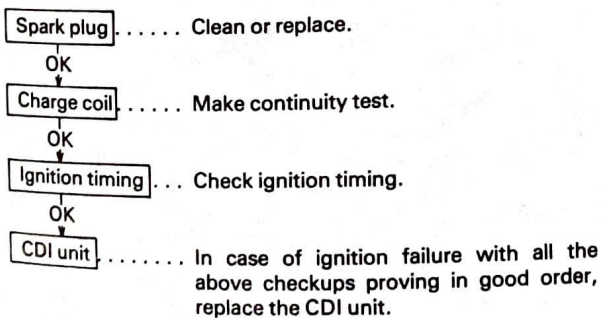 Spark plug ...... Clean or replace.
OK
Charge coil ...... Make continuity test.
OK
Ignition timing ... Check ignition timing.
OK
CDI unit ........ In case of ignition failure with all the
above checkups proving in good order,
replace the CDI unit.